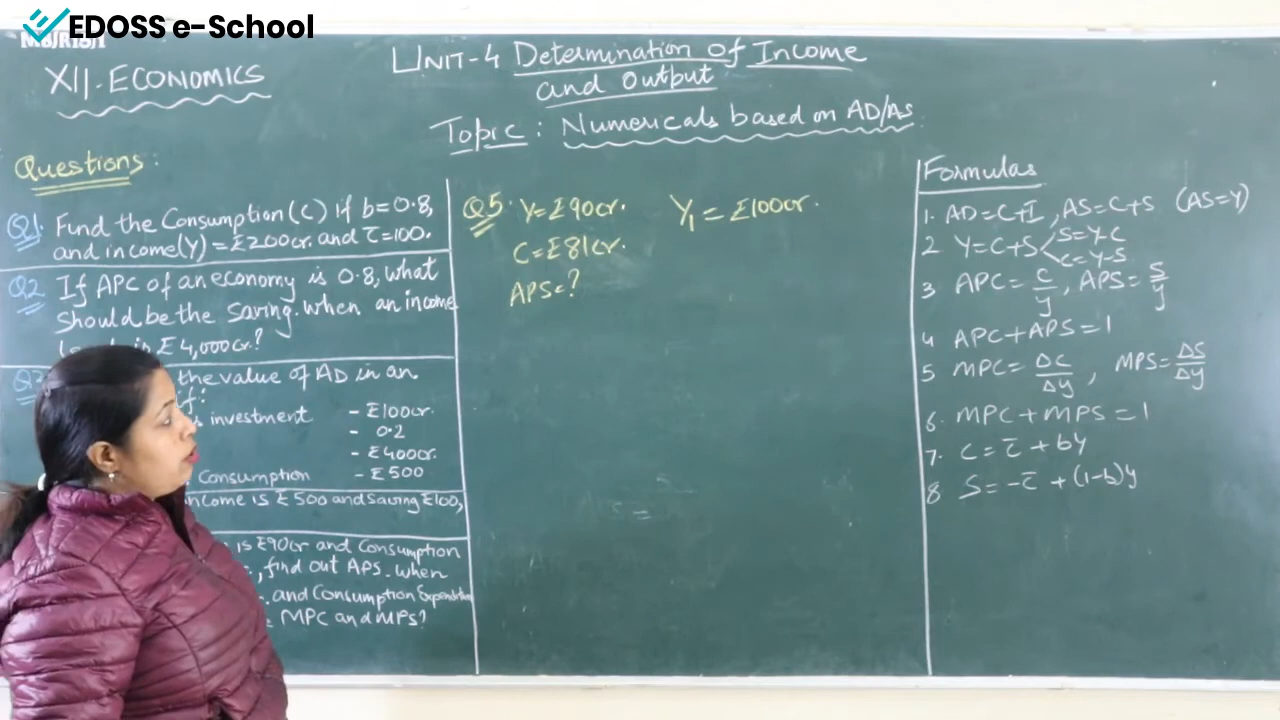 EDOSS e-School
XII-ECONOMICS
UNIT-4 Determination of Income
and Output
Topic: Numericals based on AD/AS
Questions:
Q1 Find the Consumption (C) if b=0.8,
and income (Y) = ₹200cr. and c̅=100.
Q2 If APC of an economy is 0.8, what
should be the saving when an income
is ₹4,000cr.?
the value of AD in an
if:
investment - ₹100cr.
- 0.2
- ₹400cr.
Consumption - ₹500
income is ₹500 and saving ₹100,
is ₹90cr and Consumption
, find out APS. when
and Consumption Expenditure
MPC and MPS?
Q5 Y=₹90cr. Y₁=₹100cr.
C=₹81cr.
APS=?
Formulas
1. AD=C+I, AS=C+S (AS=Y)
2 Y=C+S S=Y-C
C=Y-S
3 APC=C/Y, APS=S/Y
4 APC+APS=1
5 MPC=ΔC/ΔY, MPS=ΔS/ΔY
6. MPC+MPS=1
7. C=c̅+bY
8 S=-c̅+(1-b)Y